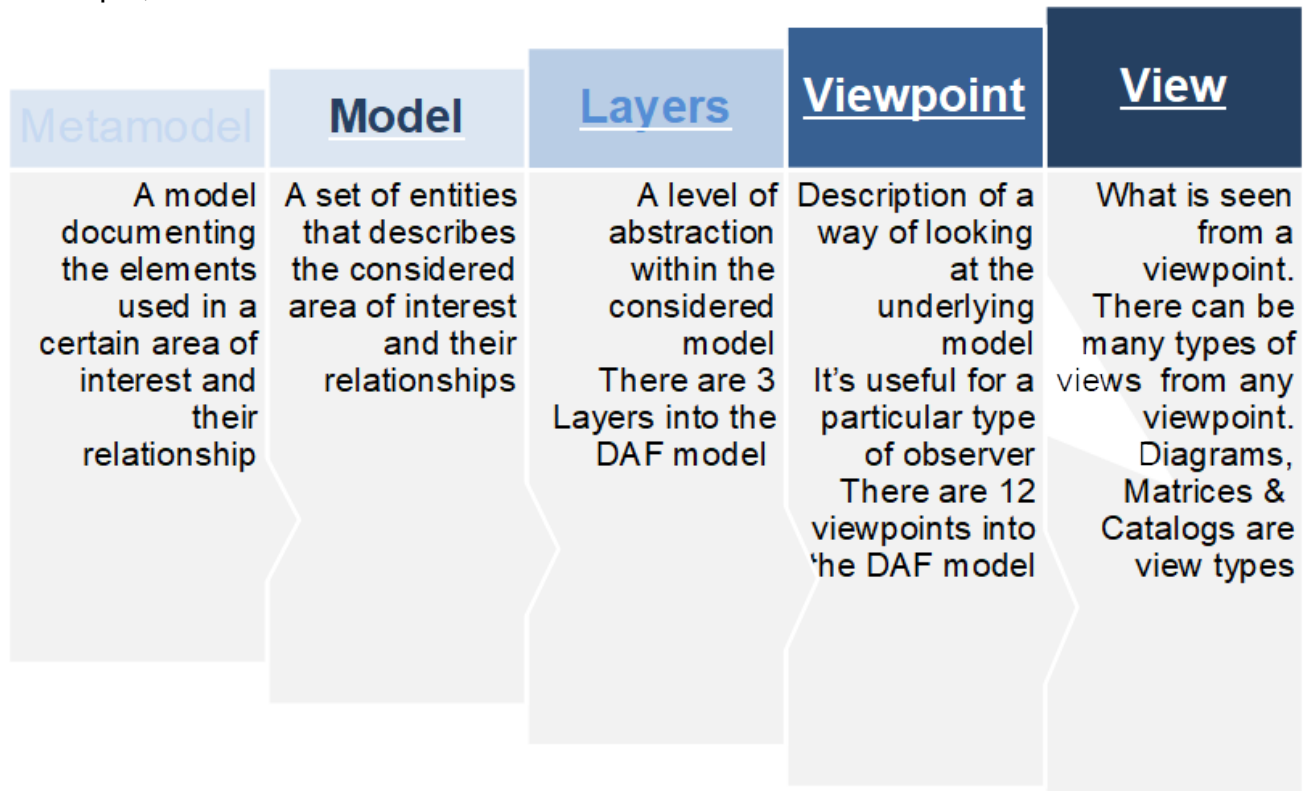 Metamodel
A model
documenting
the elements
used in a
certain area of
interest and
their
relationship
Model
A set of entities
that describes
the considered
area of interest
and their
relationships
Layers
A level of
abstraction
within the
considered
model
There are 3
Layers into the
DAF model
Viewpoint
Description of a
way of looking
at the
underlying
model
It's useful for a
particular type
of observer
There are 12
viewpoints into
the DAF model
View
What is seen
from a
viewpoint.
There can be
many types of
views from any
viewpoint.
Diagrams,
Matrices &
Catalogs are
view types